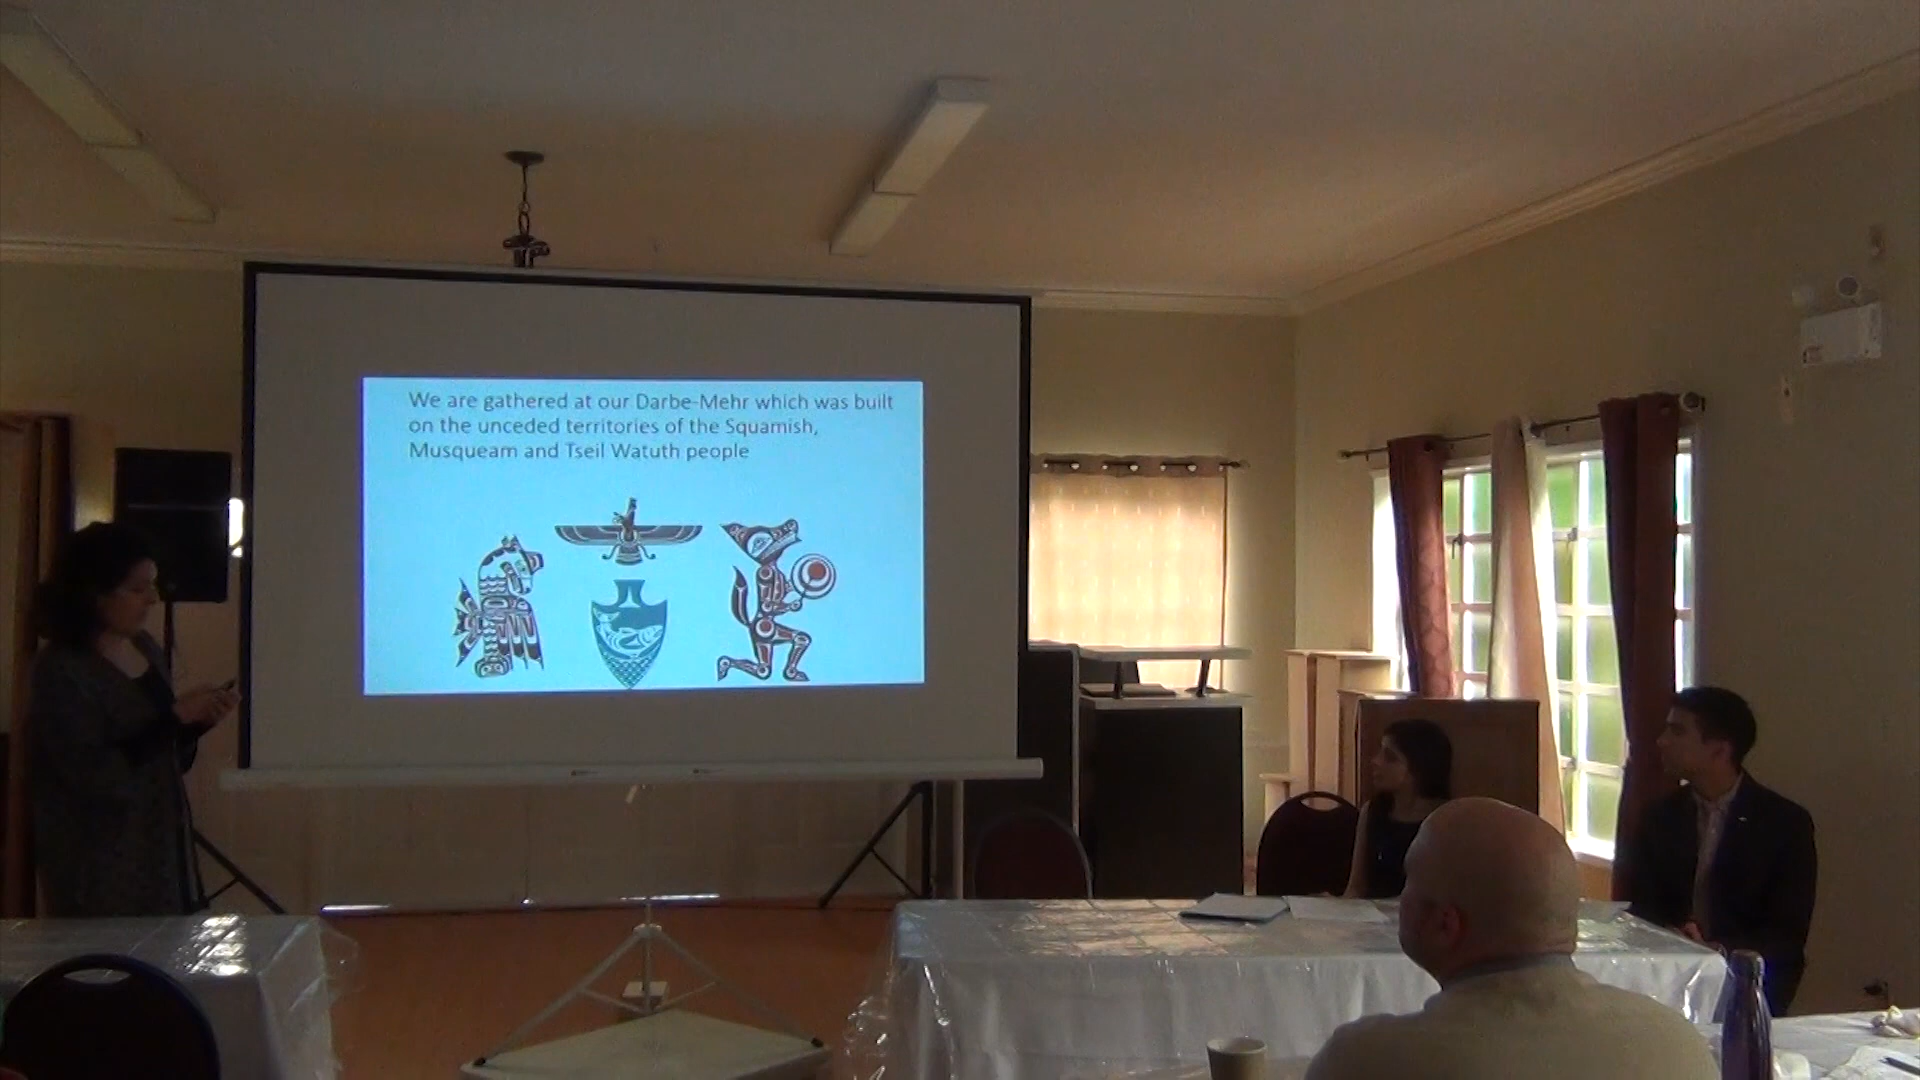 We are gathered at our Darbe-Mehr which was built
on the unceded territories of the Squamish,
Musqueam and Tseil Watuth people